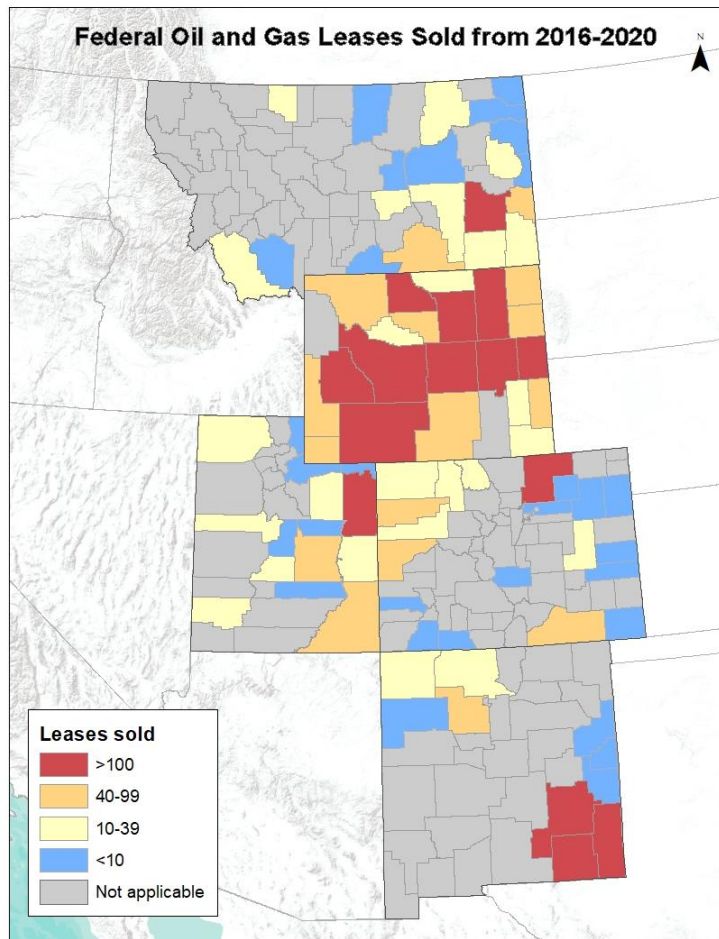 Federal Oil and Gas Leases Sold from 2016-2020
N
Leases sold
>100
40-99
10-39
<10
Not applicable